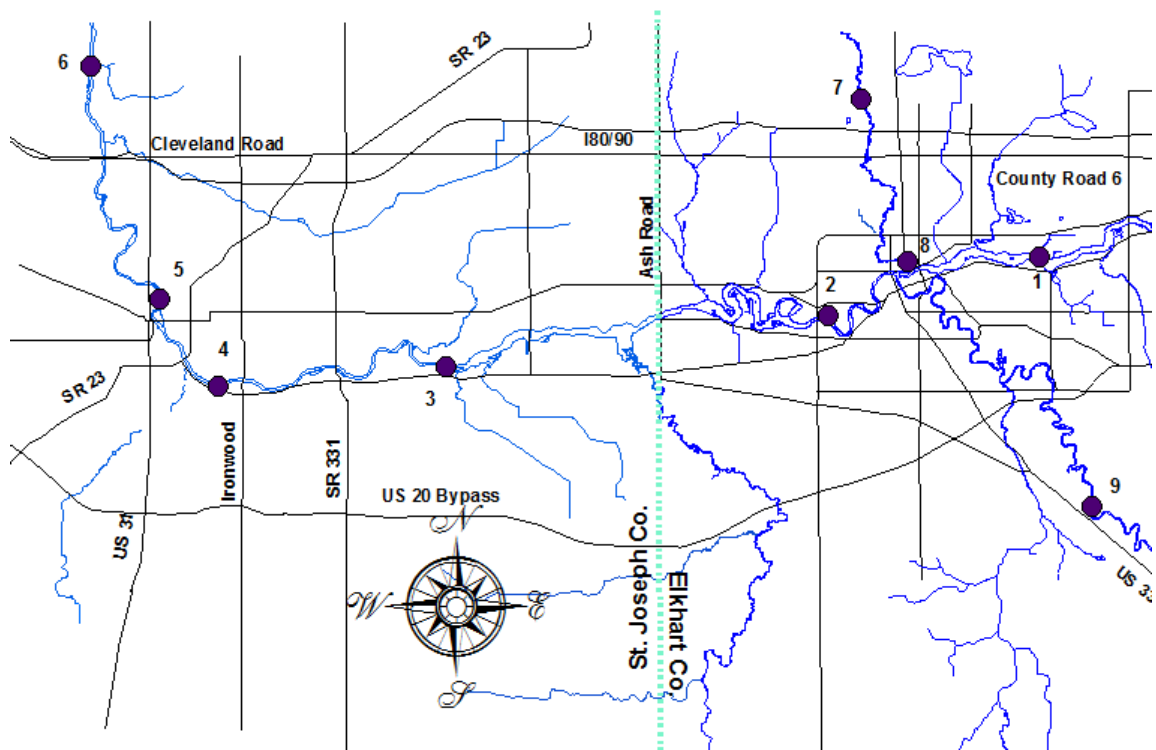 6
SR 23
7
Cleveland Road
I80/90
County Road 6
Ash Road
8
5
2
1
4
3
SR 23
Ironwood
SR 331
US 20 Bypass
9
US 31
N
W
E
S
St. Joseph Co.
Elkhart Co.
US 33